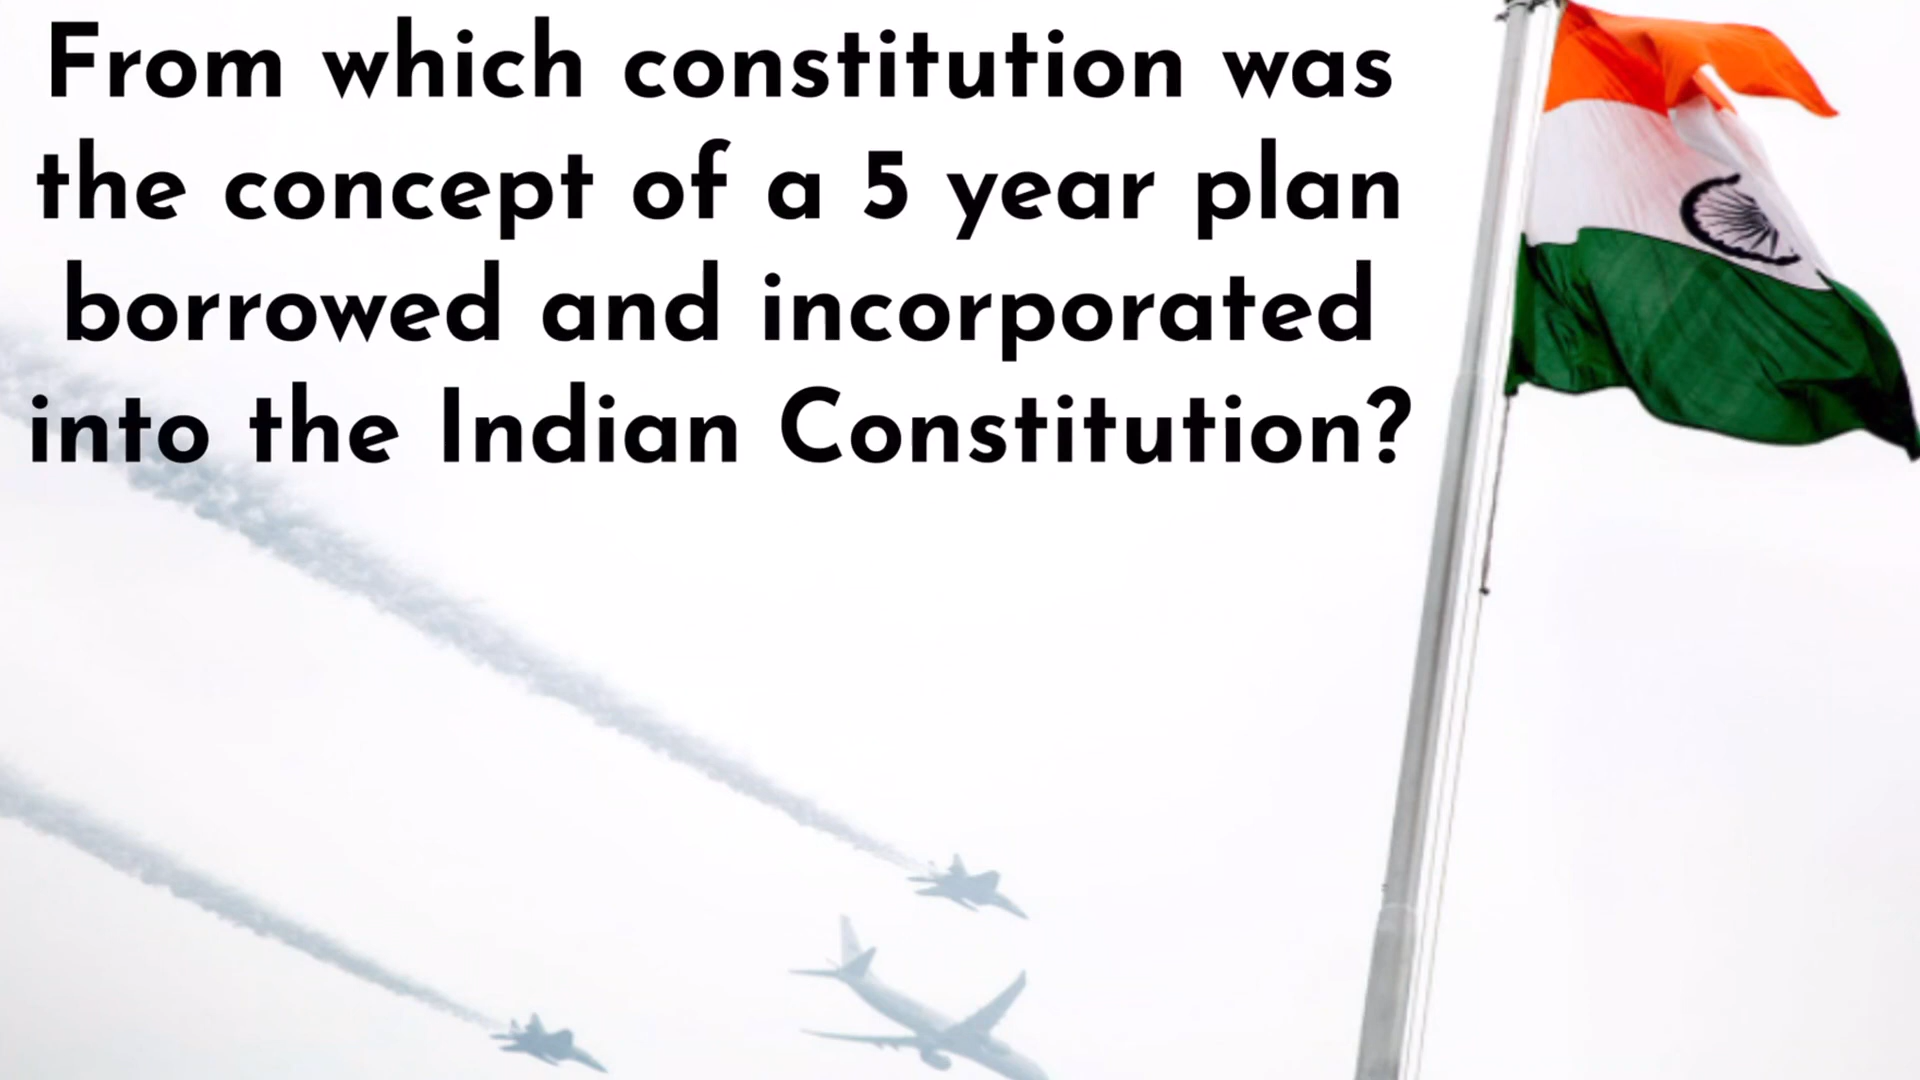 From which constitution was
the concept of a 5 year plan
borrowed and incorporated
into the Indian Constitution?